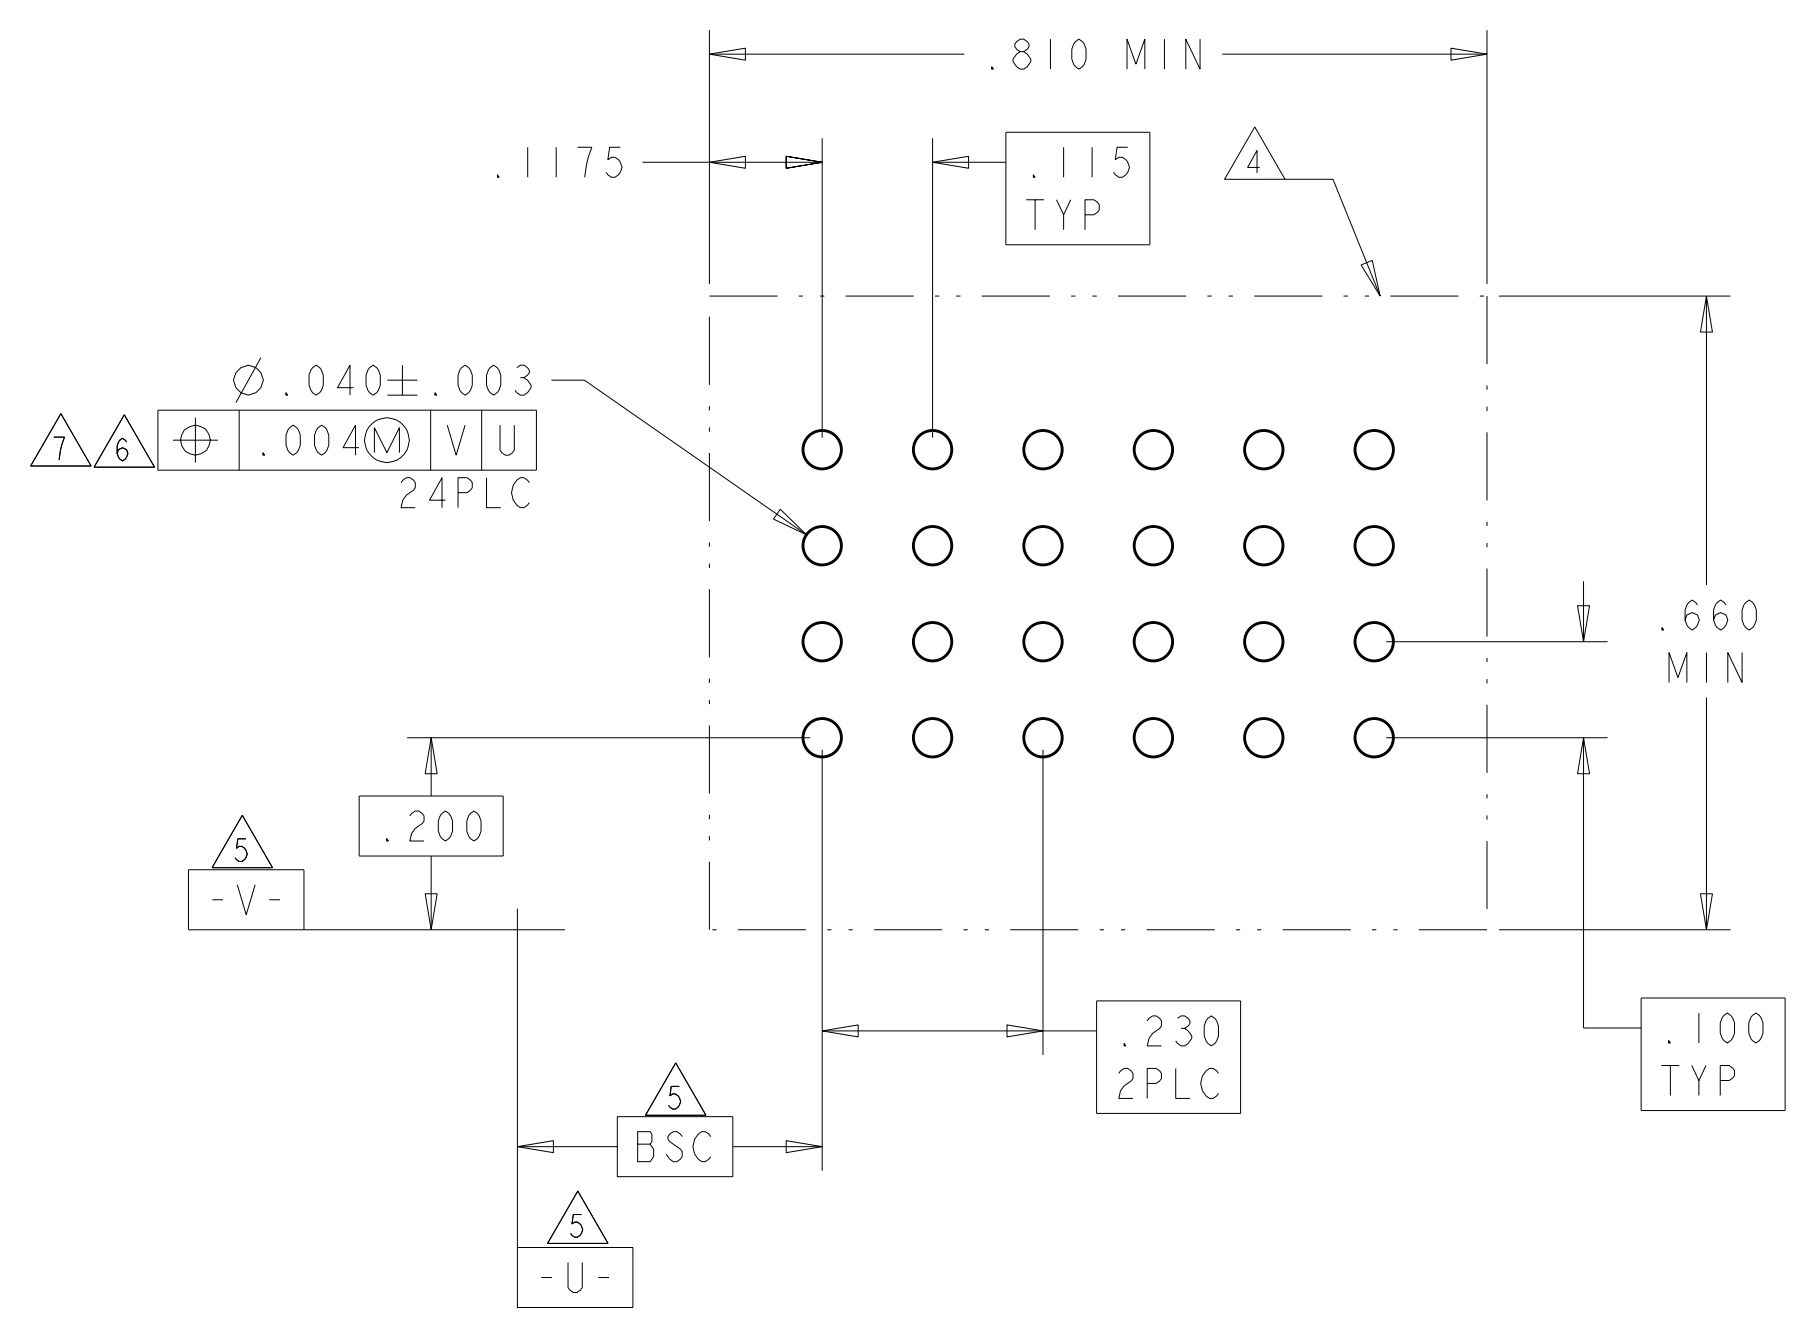 .810 MIN
.1175
.115
TYP
4
Ø.040±.003
7 6 ⌖ .004Ⓜ V U
24PLC
.660
MIN
.200
5
-V-
.230
2PLC
.100
TYP
5
BSC
5
-U-